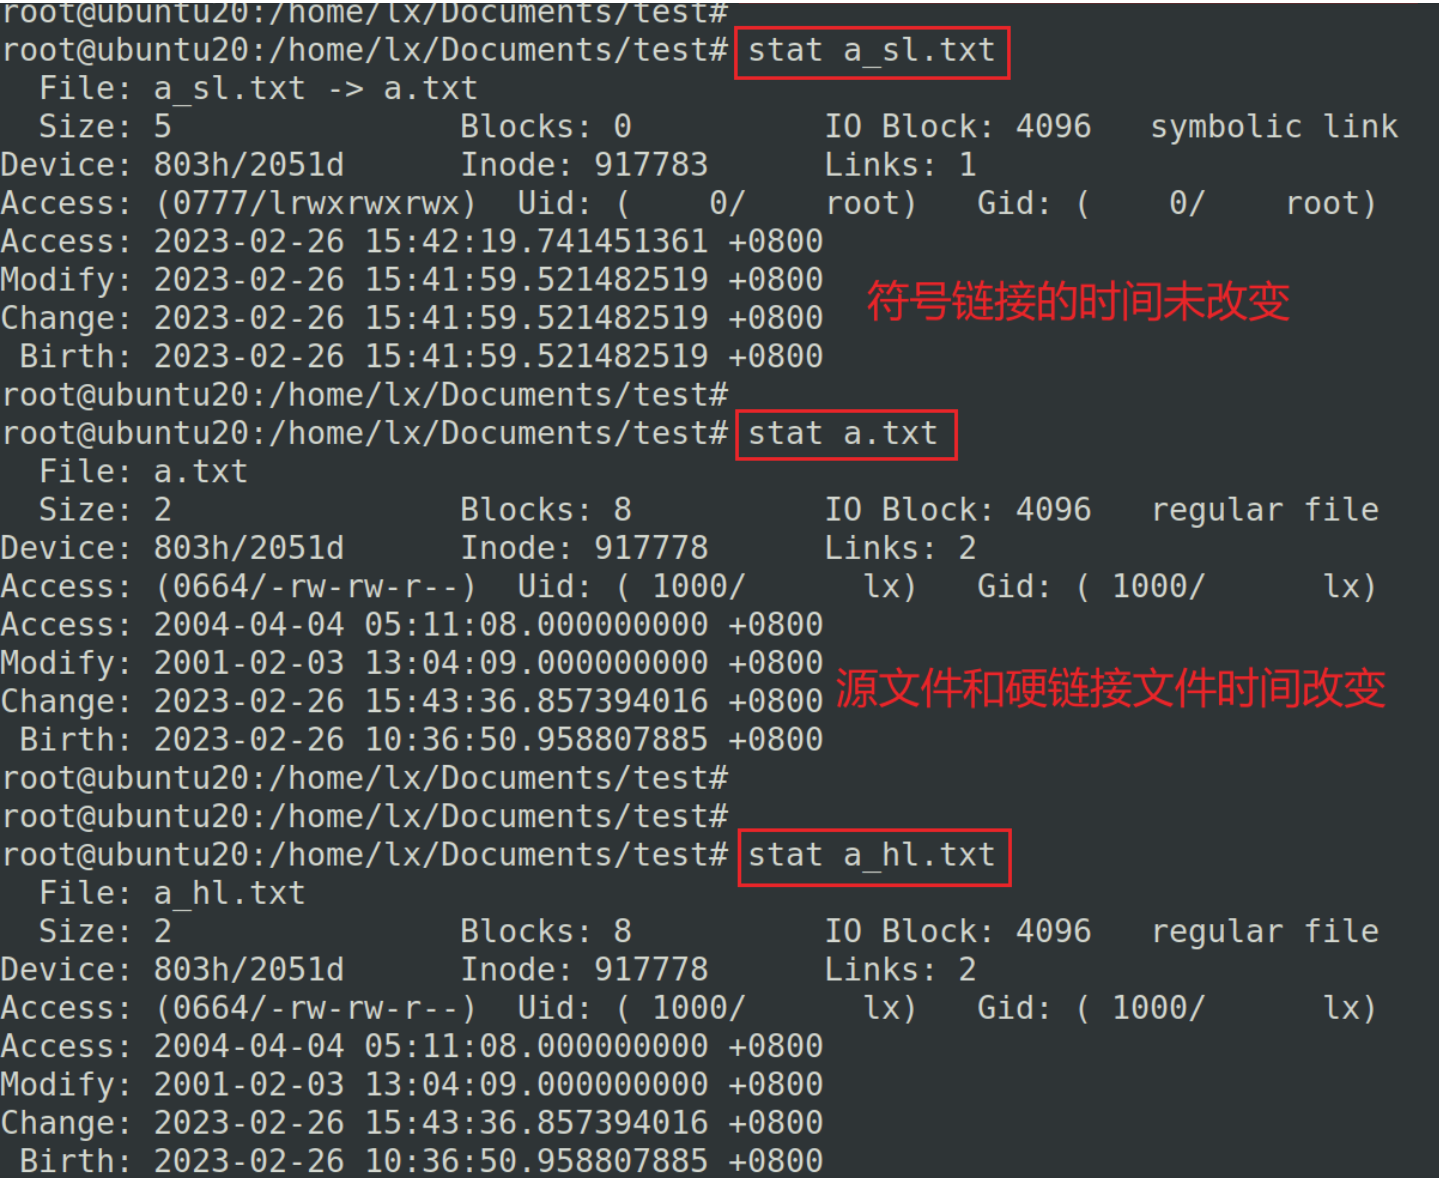 root@ubuntu20:/home/lx/Documents/test#
root@ubuntu20:/home/lx/Documents/test# stat a_sl.txt
  File: a_sl.txt -> a.txt
  Size: 5               Blocks: 0          IO Block: 4096   symbolic link
Device: 803h/2051d      Inode: 917783      Links: 1
Access: (0777/lrwxrwxrwx)  Uid: (    0/    root)   Gid: (    0/    root)
Access: 2023-02-26 15:42:19.741451361 +0800
Modify: 2023-02-26 15:41:59.521482519 +0800
符号链接的时间未改变
Change: 2023-02-26 15:41:59.521482519 +0800
 Birth: 2023-02-26 15:41:59.521482519 +0800
root@ubuntu20:/home/lx/Documents/test#
root@ubuntu20:/home/lx/Documents/test# stat a.txt
  File: a.txt
  Size: 2               Blocks: 8          IO Block: 4096   regular file
Device: 803h/2051d      Inode: 917778      Links: 2
Access: (0664/-rw-rw-r--)  Uid: ( 1000/      lx)   Gid: ( 1000/      lx)
Access: 2004-04-04 05:11:08.000000000 +0800
Modify: 2001-02-03 13:04:09.000000000 +0800
Change: 2023-02-26 15:43:36.857394016 +0800
源文件和硬链接文件时间改变
 Birth: 2023-02-26 10:36:50.958807885 +0800
root@ubuntu20:/home/lx/Documents/test#
root@ubuntu20:/home/lx/Documents/test#
root@ubuntu20:/home/lx/Documents/test# stat a_hl.txt
  File: a_hl.txt
  Size: 2               Blocks: 8          IO Block: 4096   regular file
Device: 803h/2051d      Inode: 917778      Links: 2
Access: (0664/-rw-rw-r--)  Uid: ( 1000/      lx)   Gid: ( 1000/      lx)
Access: 2004-04-04 05:11:08.000000000 +0800
Modify: 2001-02-03 13:04:09.000000000 +0800
Change: 2023-02-26 15:43:36.857394016 +0800
 Birth: 2023-02-26 10:36:50.958807885 +0800